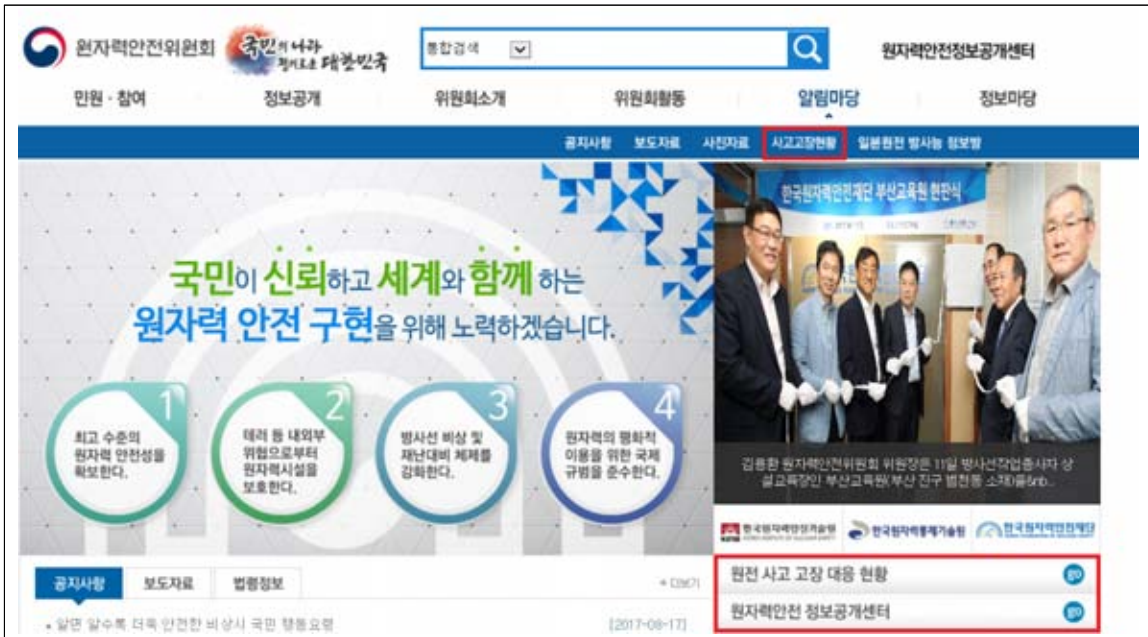 원자력안전위원회
국민의 나라
정의로운 대한민국
통합검색
원자력안전정보공개센터
민원 · 참여
정보공개
위원회소개
위원회활동
알림마당
정보마당
공지사항
보도자료
사진자료
사고고장현황
일본원전 방사능 정보방
국민이 신뢰하고 세계와 함께 하는
원자력 안전 구현을 위해 노력하겠습니다.
1
최고 수준의
원자력 안전성을
확보한다.
2
테러 등 내외부
위협으로부터
원자력시설을
보호한다.
3
방사선 비상 및
재난대비 체제를
강화한다.
4
원자력의 평화적
이용을 위한 국제
규범을 준수한다.
한국원자력안전재단 부산교육원 현판식
김용환 원자력안전위원회 위원장은 11일 방사선작업종사자 상
설교육장인 부산교육원(부산 진구 범천동 소재)를&nb...
한국원자력안전기술원
한국원자력통제기술원
한국원자력안전재단
공지사항
보도자료
법령정보
+ 더보기
알면 알수록 더욱 안전한 비상시 국민 행동요령
[2017-08-17]
원전 사고 고장 대응 현황
go
원자력안전 정보공개센터
go